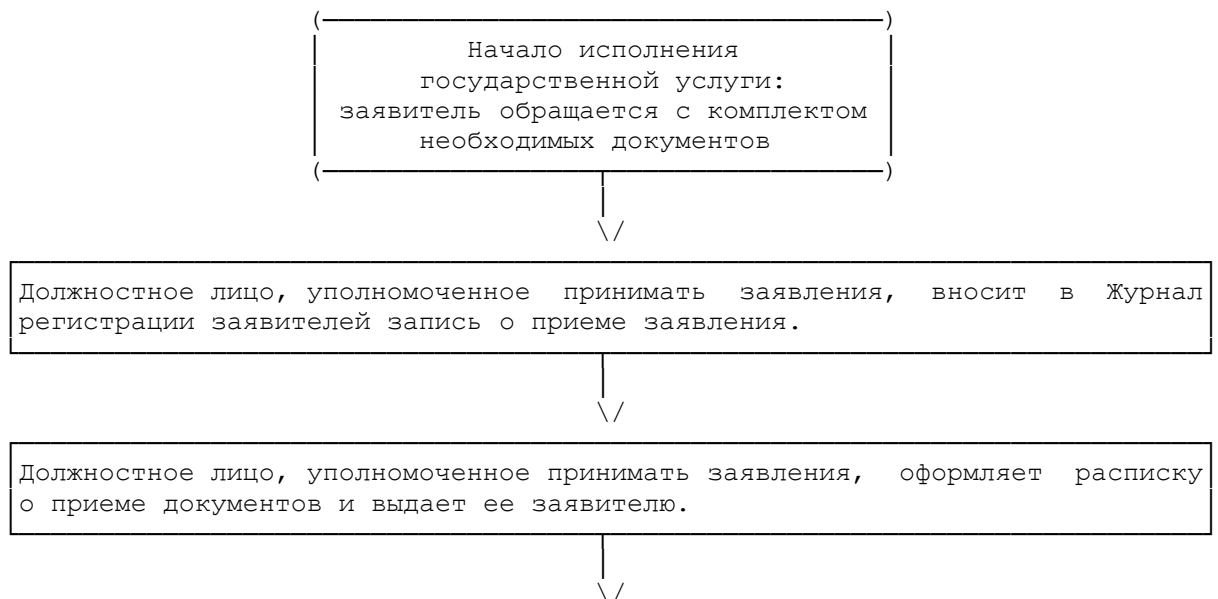 Начало исполнения
государственной услуги:
заявитель обращается с комплектом
необходимых документов
Должностное лицо, уполномоченное принимать заявления, вносит в Журнал
регистрации заявителей запись о приеме заявления.
Должностное лицо, уполномоченное принимать заявления, оформляет расписку
о приеме документов и выдает ее заявителю.